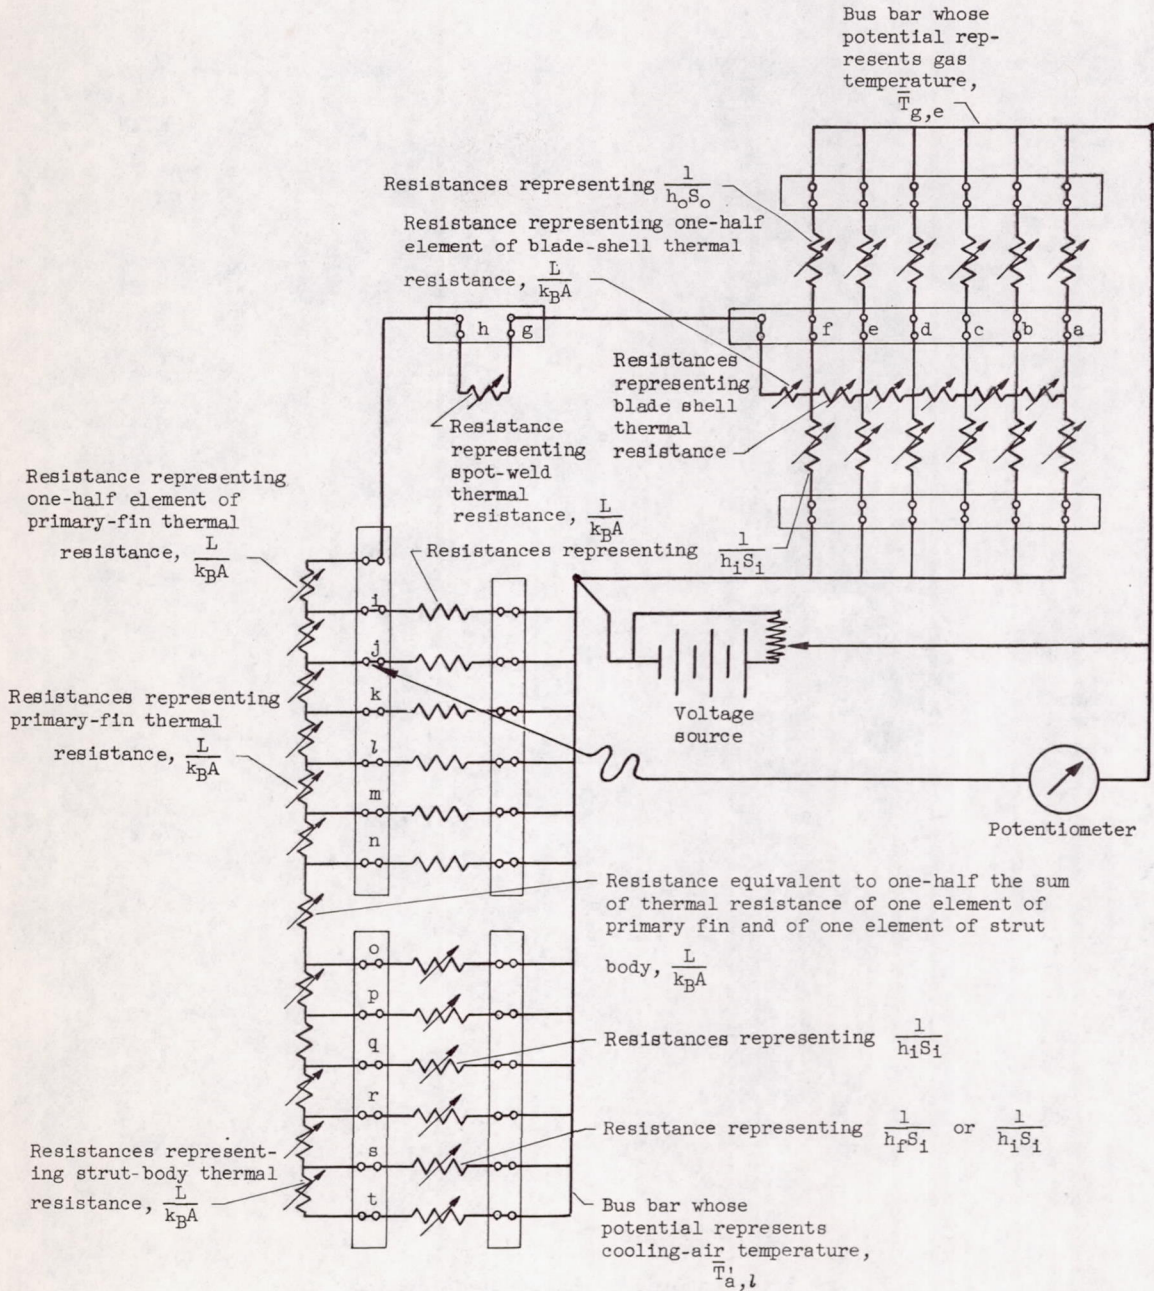 Bus bar whose
potential rep-
resents gas
temperature,
T̅g,e
Resistances representing 1/hoSo
Resistance representing one-half
element of blade-shell thermal
resistance, L/kBA
h g
f e d c b a
Resistances
representing
blade shell
thermal
resistance
Resistance
representing
spot-weld
thermal
resistance, L/kBA
Resistance representing
one-half element of
primary-fin thermal
resistance, L/kBA
Resistances representing 1/hiSi
i
j
k
l
m
n
Resistances representing
primary-fin thermal
resistance, L/kBA
Voltage
source
Potentiometer
Resistance equivalent to one-half the sum
of thermal resistance of one element of
primary fin and of one element of strut
body, L/kBA
o
p
q
r
s
t
Resistances representing 1/hiSi
Resistance representing 1/hfSi or 1/hiSi
Resistances represent-
ing strut-body thermal
resistance, L/kBA
Bus bar whose
potential represents
cooling-air temperature,
T̅'a,l